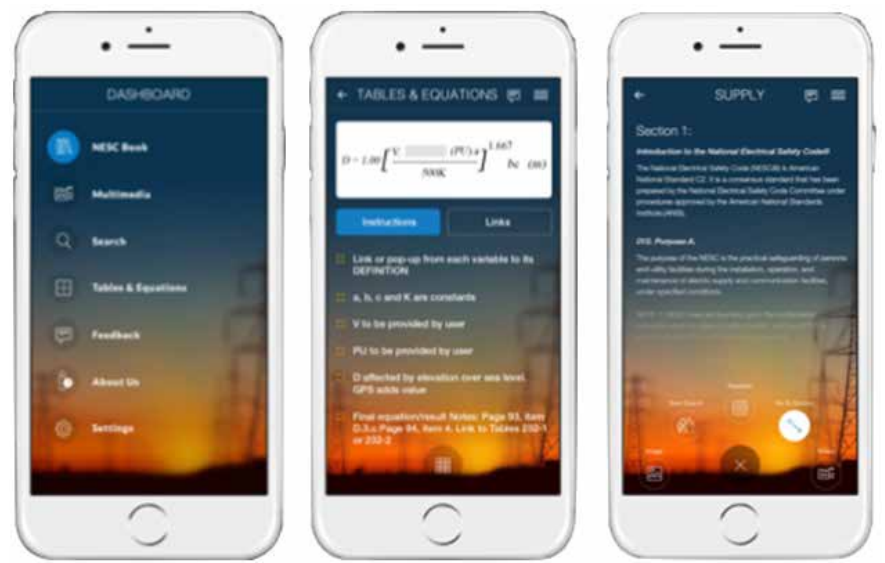 DASHBOARD
NESC Book
Multimedia
Search
Tables & Equations
Feedback
About Us
Settings
TABLES & EQUATIONS
D = 1.00 [ V. (PU) a / 500K ] 1.667 bc (m)
Instructions
Links
Link or pop-up from each variable to its
DEFINITION
a, b, c and K are constants
V to be provided by user
PU to be provided by user
D affected by elevation over sea level.
GPS adds value
Final equation/result Notes: Page 93, item
D.3.c Page 94, item 4. Link to Tables 232-1
or 232-2
SUPPLY
Section 1:
Introduction to the National Electrical Safety Code®
The National Electrical Safety Code (NESC®) is American
National Standard C2. It is a consensus standard that has been
prepared by the National Electrical Safety Code Committee under
procedures approved by the American National Standards
Institute (ANSI).
010. Purpose A.
The purpose of the NESC is the practical safeguarding of persons
and utility facilities during the installation, operation, and
maintenance of electric supply and communication facilities,
under specified conditions.